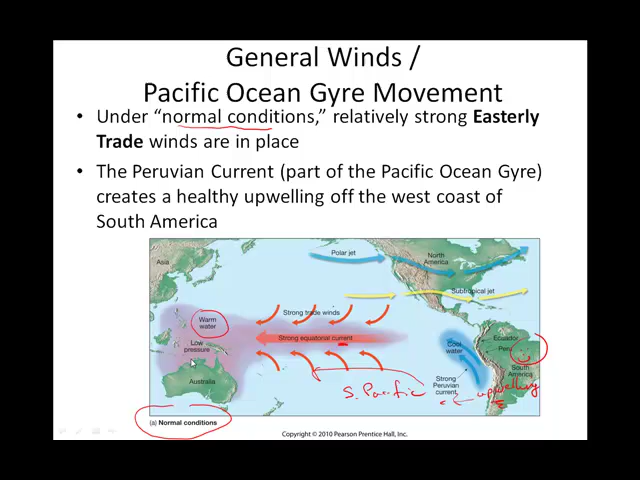 General Winds /
Pacific Ocean Gyre Movement
• Under “normal conditions,” relatively strong Easterly
Trade winds are in place
• The Peruvian Current (part of the Pacific Ocean Gyre)
creates a healthy upwelling off the west coast of
South America
Asia
Polar jet
North
America
Subtropical jet
Strong trade winds
Warm
water
Strong equatorial current
Low
pressure
Cool
water
Ecuador
Peru
South
America
Australia
Strong
Peruvian
current
S. Pacific
upwelling
(a) Normal conditions
Copyright © 2010 Pearson Prentice Hall, Inc.